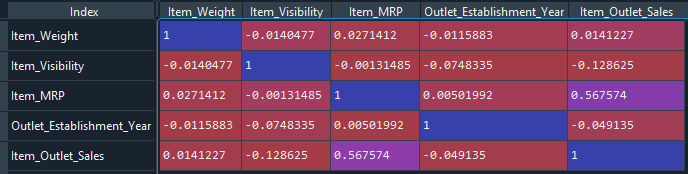 Index Item_Weight Item_Visibility Item_MRP Outlet_Establishment_Year Item_Outlet_Sales
Item_Weight 1 -0.0140477 0.0271412 -0.0115883 0.0141227
Item_Visibility -0.0140477 1 -0.00131485 -0.0748335 -0.128625
Item_MRP 0.0271412 -0.00131485 1 0.00501992 0.567574
Outlet_Establishment_Year -0.0115883 -0.0748335 0.00501992 1 -0.049135
Item_Outlet_Sales 0.0141227 -0.128625 0.567574 -0.049135 1